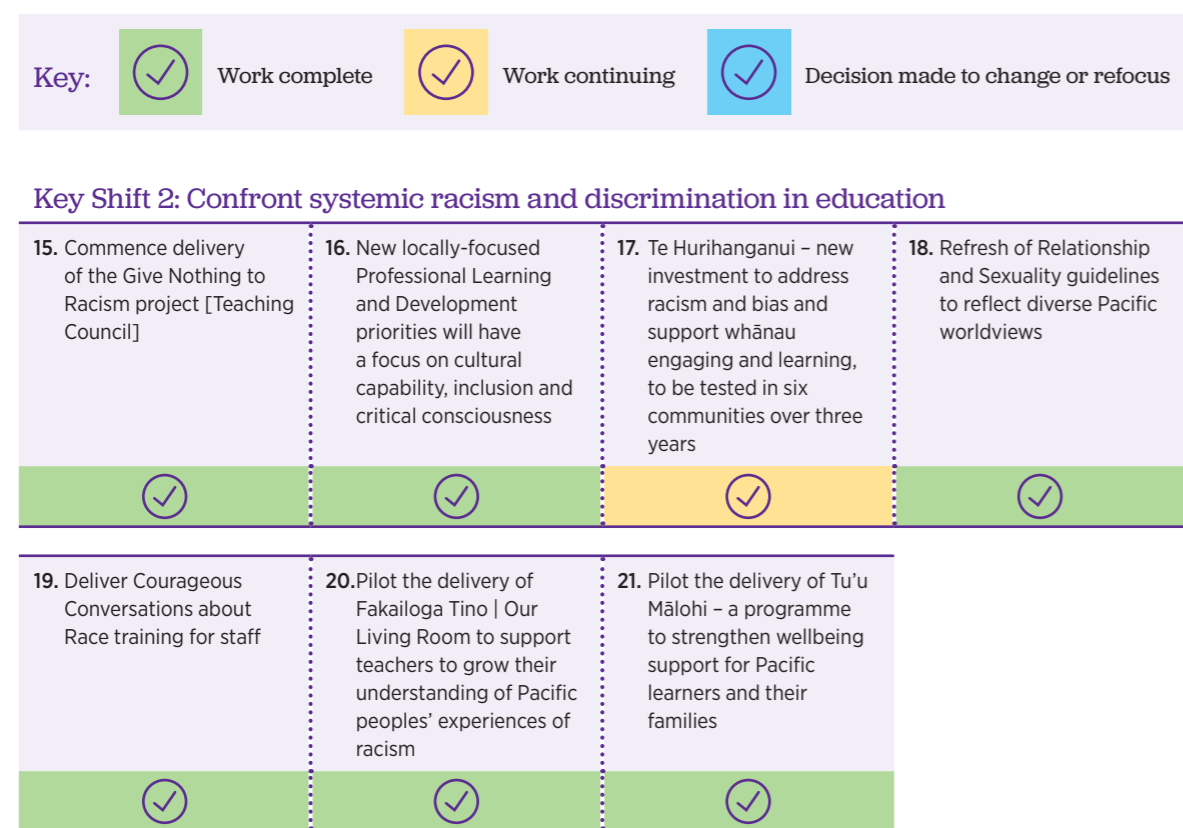 Key:
Work complete
Work continuing
Decision made to change or refocus
Key Shift 2: Confront systemic racism and discrimination in education
15. Commence delivery
of the Give Nothing to
Racism project [Teaching
Council]
16. New locally-focused
Professional Learning
and Development
priorities will have
a focus on cultural
capability, inclusion and
critical consciousness
17. Te Hurihanganui – new
investment to address
racism and bias and
support whānau
engaging and learning,
to be tested in six
communities over three
years
18. Refresh of Relationship
and Sexuality guidelines
to reflect diverse Pacific
worldviews
19. Deliver Courageous
Conversations about
Race training for staff
20.Pilot the delivery of
Fakailoga Tino | Our
Living Room to support
teachers to grow their
understanding of Pacific
peoples’ experiences of
racism
21. Pilot the delivery of Tu’u
Mālohi – a programme
to strengthen wellbeing
support for Pacific
learners and their
families